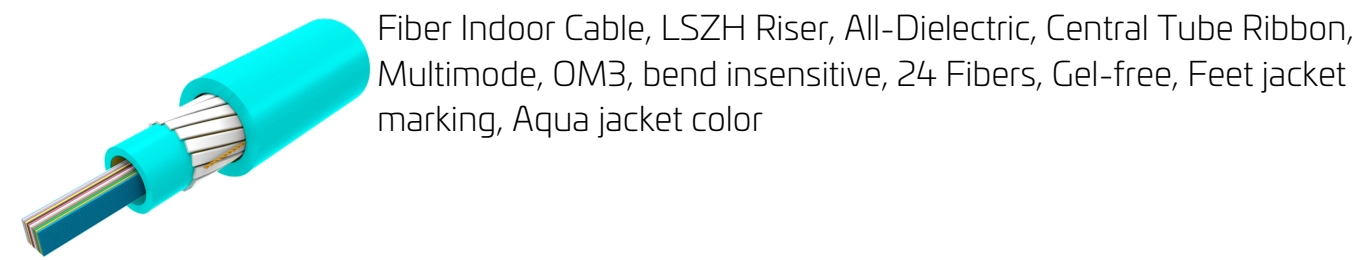 Fiber Indoor Cable, LSZH Riser, All-Dielectric, Central Tube Ribbon,
Multimode, OM3, bend insensitive, 24 Fibers, Gel-free, Feet jacket
marking, Aqua jacket color